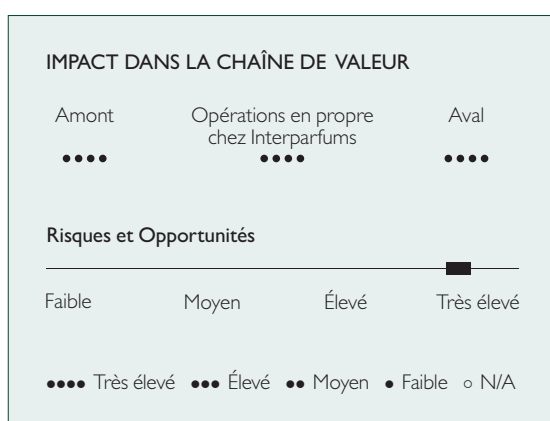 IMPACT DANS LA CHAÎNE DE VALEUR
Amont Opérations en propre Aval
chez Interparfums
●●●● ●●●● ●●●●
Risques et Opportunités
Faible Moyen Élevé Très élevé
●●●● Très élevé ●●● Élevé ●● Moyen ● Faible ○ N/A